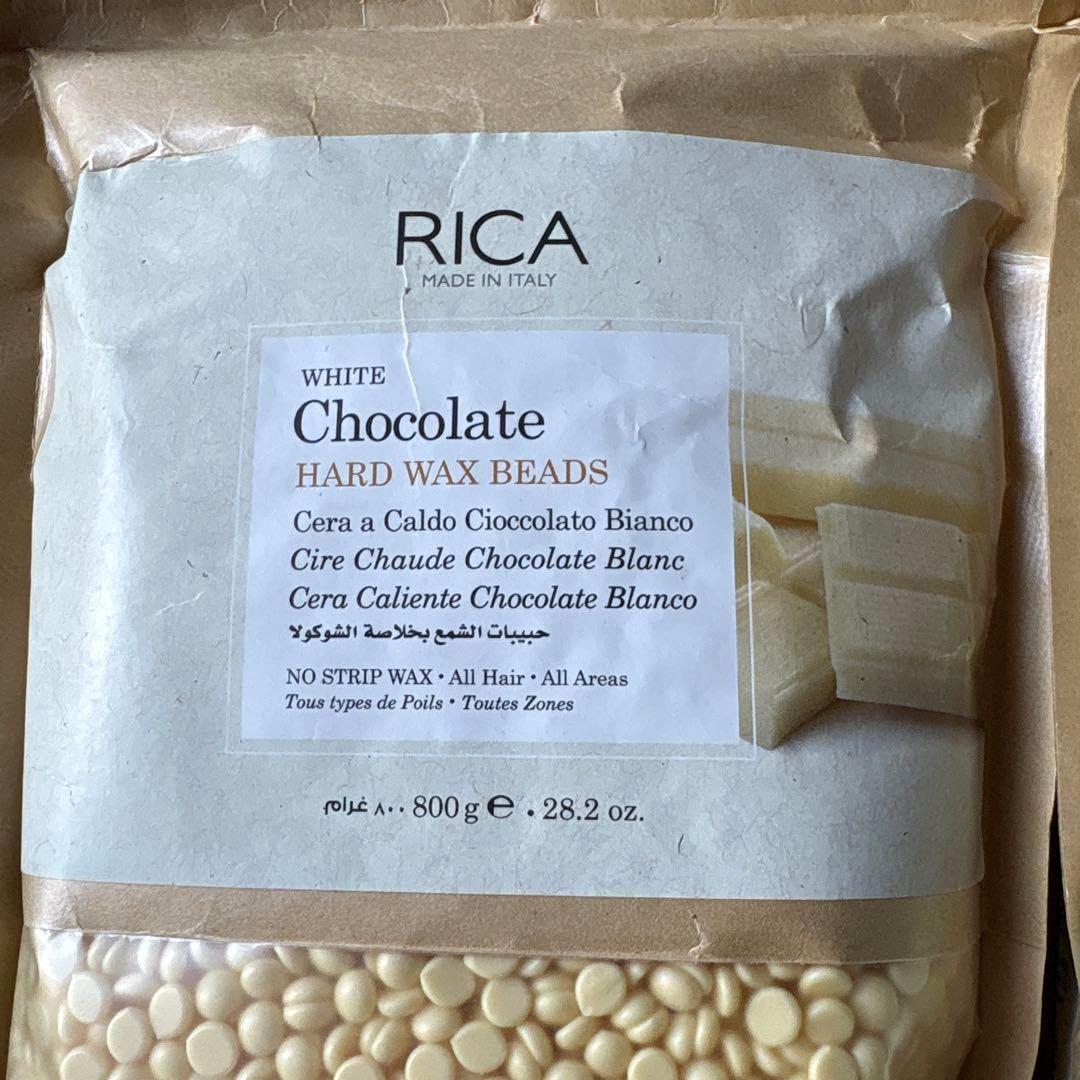 RICA
MADE IN ITALY
WHITE
Chocolate
HARD WAX BEADS
Cera a Caldo Cioccolato Bianco
Cire Chaude Chocolate Blanc
Cera Caliente Chocolate Blanco
حبيبات الشمع بخلاصة الشوكولا
NO STRIP WAX • All Hair • All Areas
Tous types de Poils • Toutes Zones
٨٠٠ غرام 800 g ℮ • 28.2 oz.